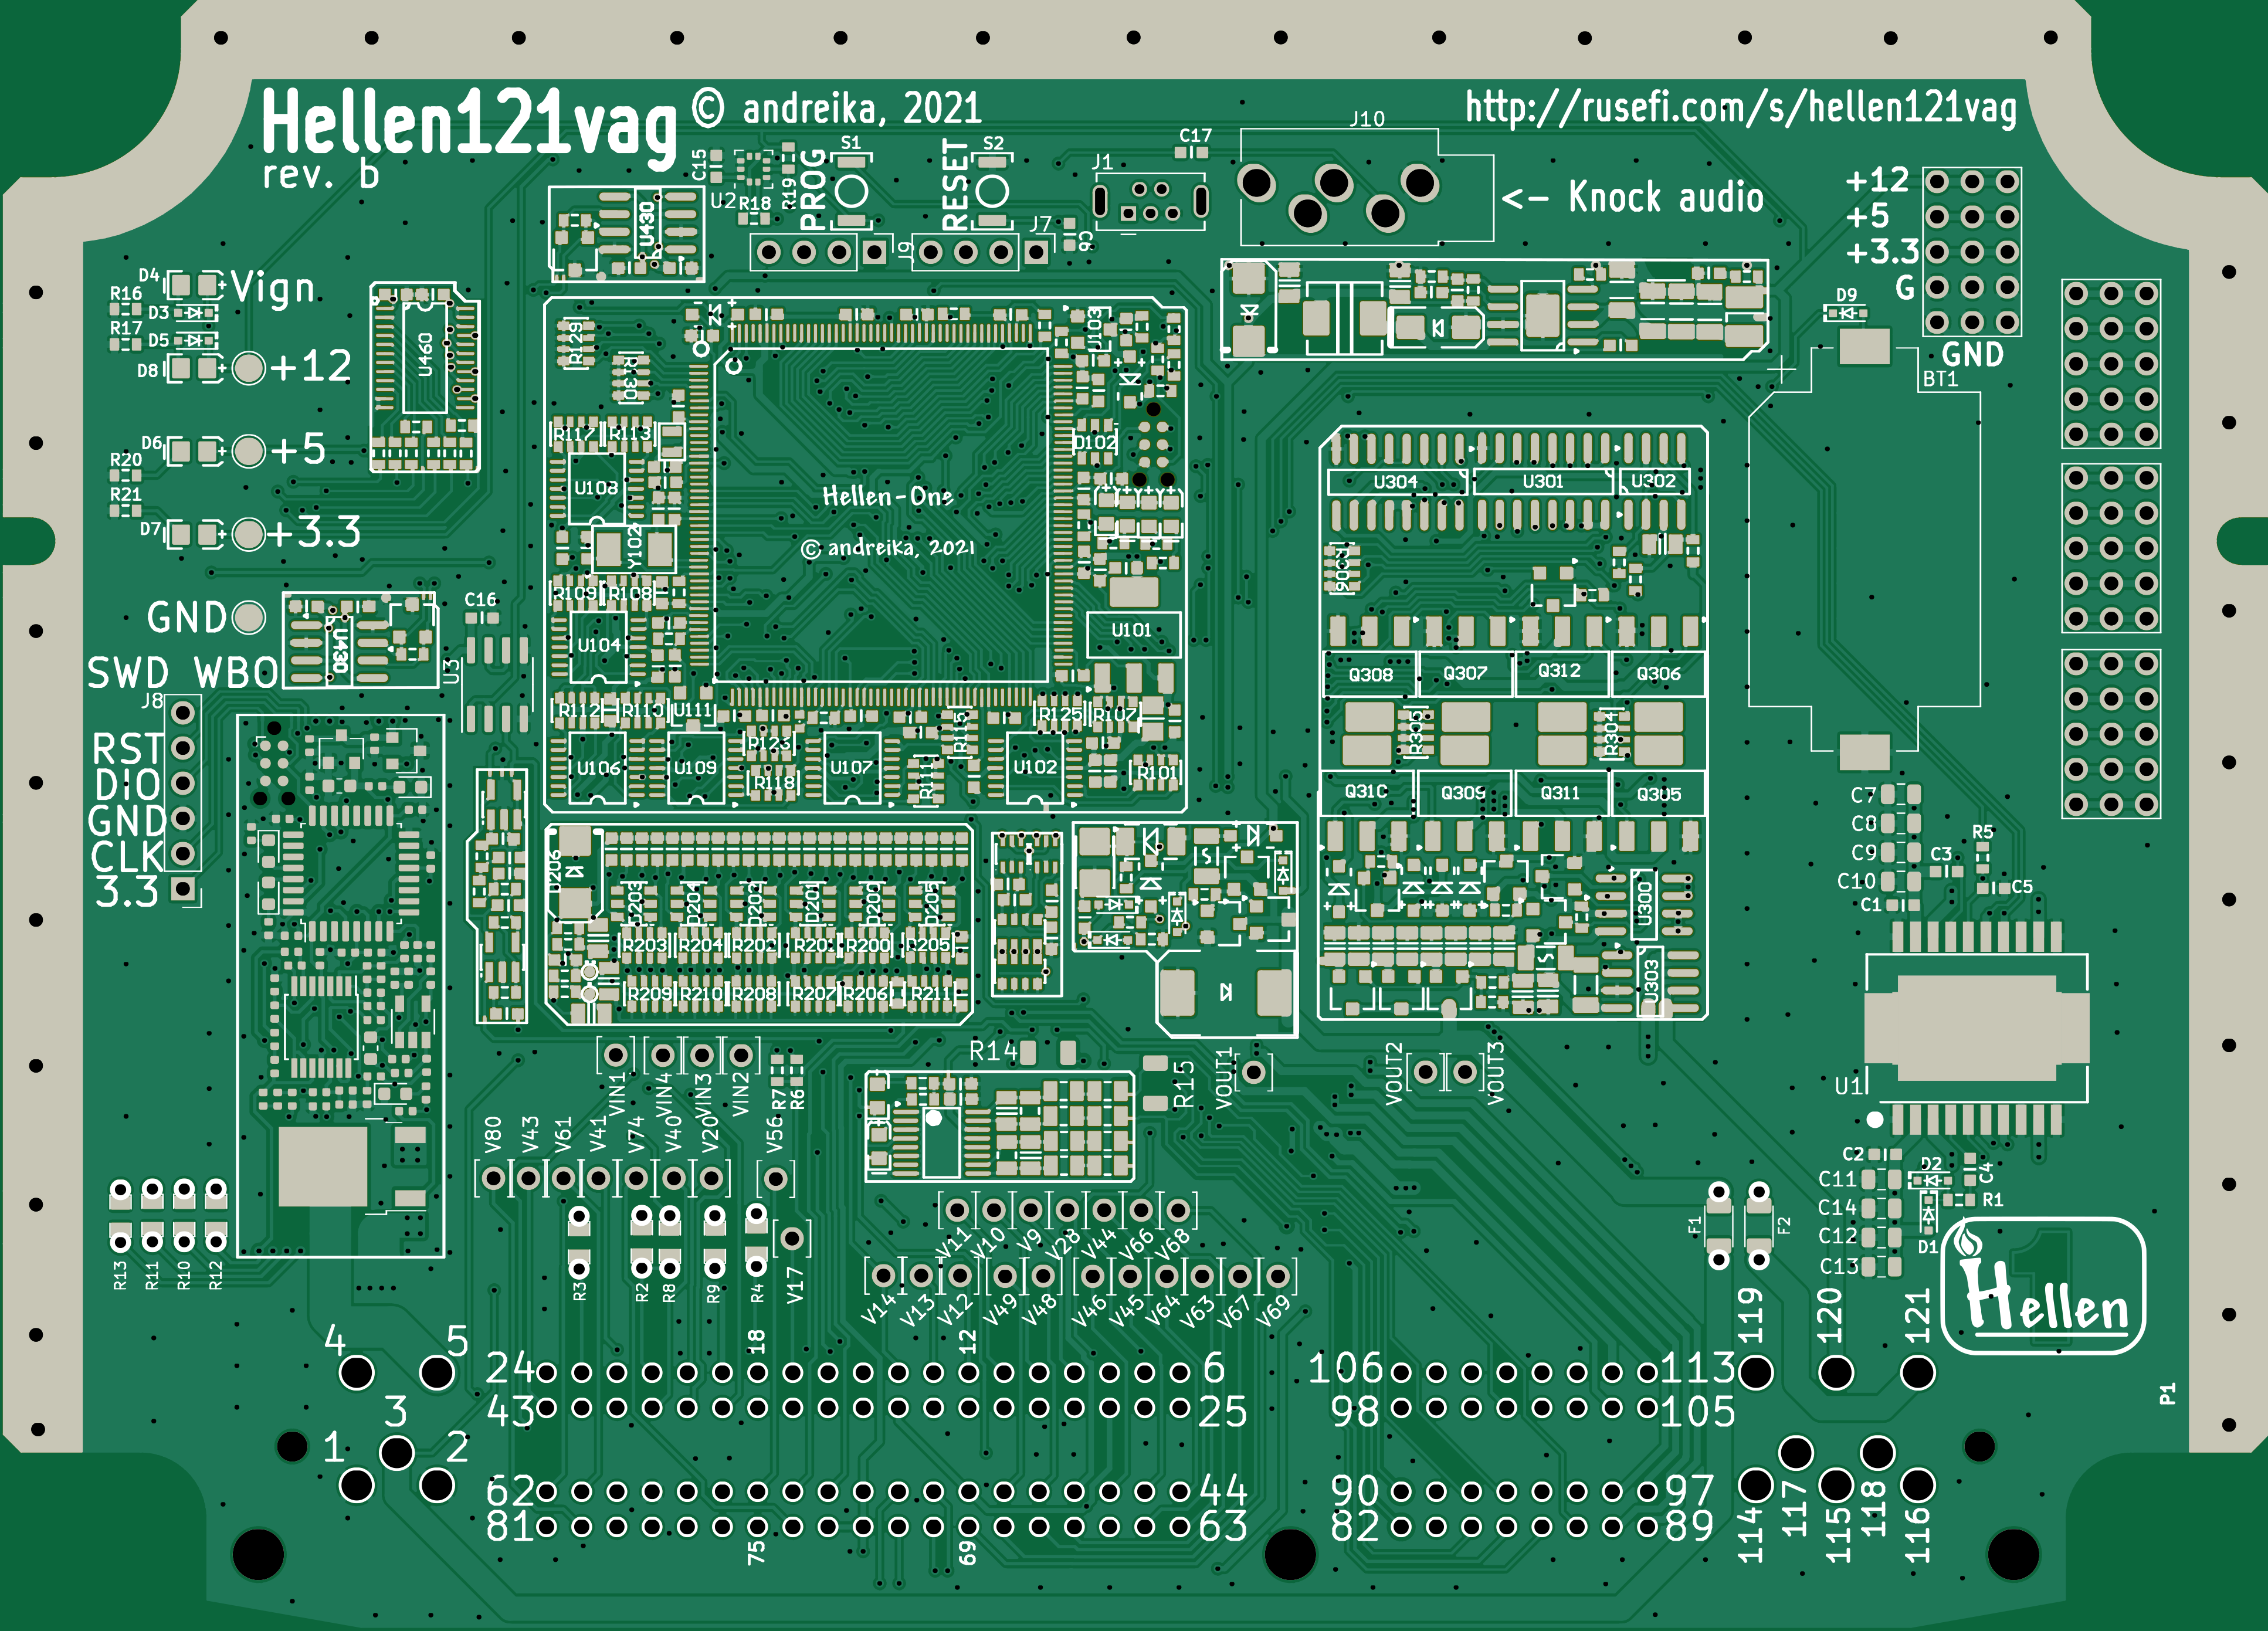 Hellen121vag © andreika, 2021
http://rusefi.com/s/hellen121vag
rev. b
C15
U2
R19
R18
PROG
S1
RESET
S2
J9
J7
C6
C17
J1
J10
<- Knock audio
+12
+5
+3.3
G
GND
D9
BT1
D4
Vign
R16
D3
R17
D5
D8
+12
D6
+5
R20
R21
D7
+3.3
GND
U460
U430
U430
C16
U3
SWD WBO
J8
RST
DIO
GND
CLK
3.3
R129
R130
U103
R117
R113
D102
U108
Y102
R109
R108
U104
U101
Hellen-One
© andreika, 2021
R112
R110
U111
R123
R118
R115
R111
R125
R107
R101
U106
U109
U107
U102
U304
U301
U302
R306
Q308
Q307
Q312
Q306
R305
R304
Q310
Q309
Q311
Q305
U300
U303
U206
D203
D204
D202
D201
D200
D205
R203
R204
R202
R201
R200
R205
R209
R210
R208
R207
R206
R211
C7
C8
C9
C10
C1
C3
R5
C5
U1
C2
C11
C14
C12
C13
D2
C4
R1
D1
VIN1
VIN4
VIN3
VIN2
R7
R6
R14
R15
VOUT1
VOUT2
VOUT3
V80
V43
V61
V41
V74
V40
V20
V56
V17
V11
V10
V9
V28
V44
V66
V68
V14
V13
V12
V49
V48
V46
V45
V64
V63
V67
V69
R13
R11
R10
R12
R3
R2
R8
R9
R4
F1
F2
1
Hellen
P1
4
5
3
1
2
24
18
12
6
43
25
62
44
81
63
75
69
106
113
98
105
90
97
82
89
119
120
121
114
117
115
118
116